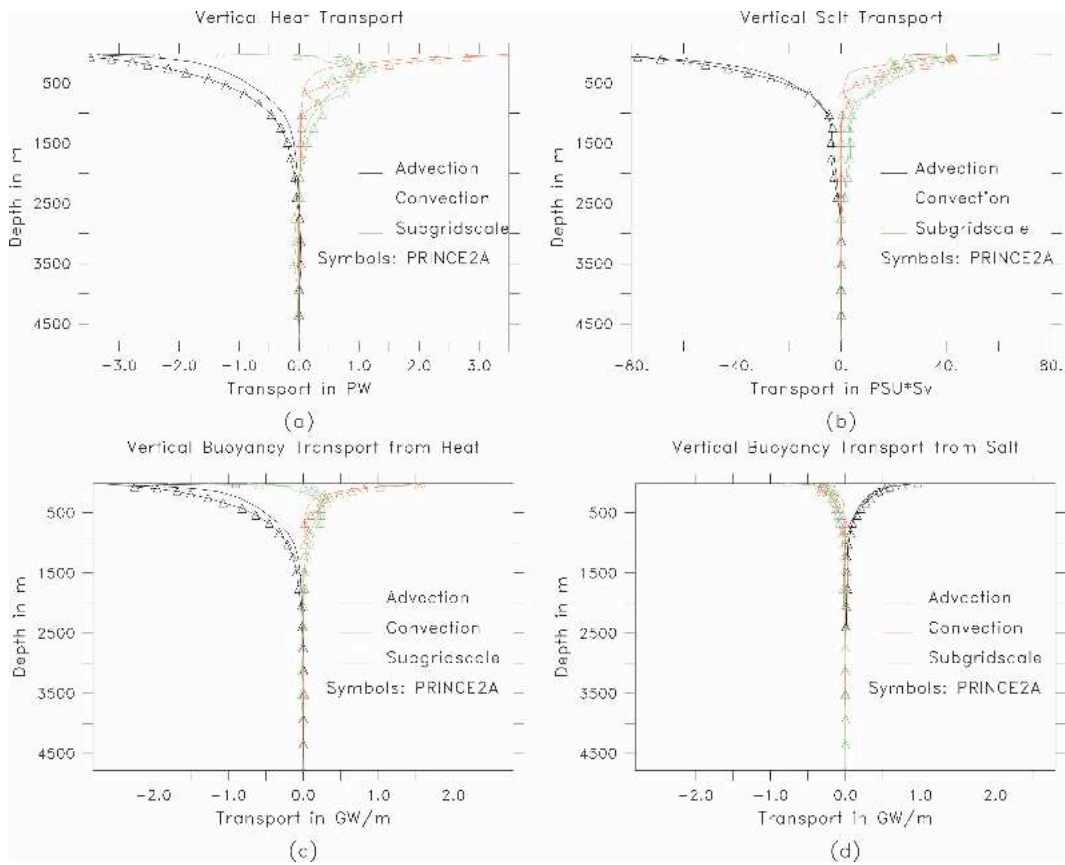 Vertical Heat Transport
500
1500
2500
3500
4500
Depth in m
Advection
Convection
Subgridscale
Symbols: PRINCE2A
−3.0 −2.0 −1.0 0.0 1.0 2.0 3.0
Transport in PW
(a)
Vertical Salt Transport
500
1500
2500
3500
4500
Depth in m
Advection
Convection
Subgridscale
Symbols: PRINCE2A
−80. −40. 0. 40. 80.
Transport in PSU*Sv
(b)
Vertical Buoyancy Transport from Heat
500
1500
2500
3500
4500
Depth in m
Advection
Convection
Subgridscale
Symbols: PRINCE2A
−2.0 −1.0 0.0 1.0 2.0
Transport in GW/m
(c)
Vertical Buoyancy Transport from Salt
500
1500
2500
3500
4500
Depth in m
Advection
Convection
Subgridscale
Symbols: PRINCE2A
−2.0 −1.0 0.0 1.0 2.0
Transport in GW/m
(d)